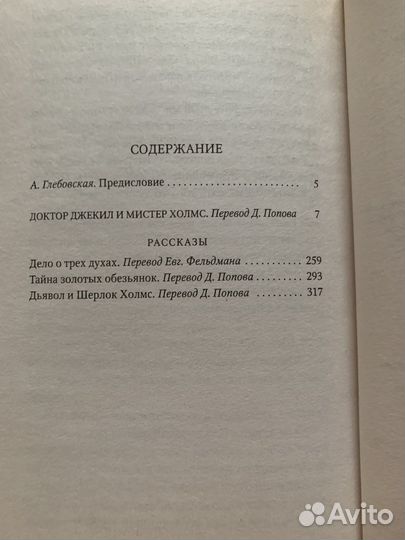 СОДЕРЖАНИЕ
А. Глебовская. Предисловие . . . . . . . . . . . . . . . . . . . . . . . . 5
ДОКТОР ДЖЕКИЛ И МИСТЕР ХОЛМС. Перевод Д. Попова 7
РАССКАЗЫ
Дело о трех духах. Перевод Евг. Фельдмана . . . . . . . . . . 259
Тайна золотых обезьянок. Перевод Д. Попова . . . . . . . . 293
Дьявол и Шерлок Холмс. Перевод Д. Попова . . . . . . . . . 317
Avito